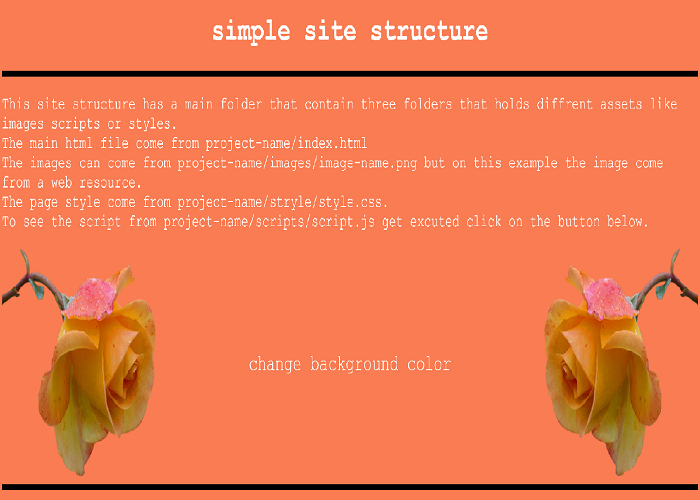 simple site structure
This site structure has a main folder that contain three folders that holds diffrent assets like
images scripts or styles.
The main html file come from project-name/index.html
The images can come from project-name/images/image-name.png but on this example the image come
from a web resource.
The page style come from project-name/stryle/style.css.
To see the script from project-name/scripts/script.js get excuted click on the button below.
change background color